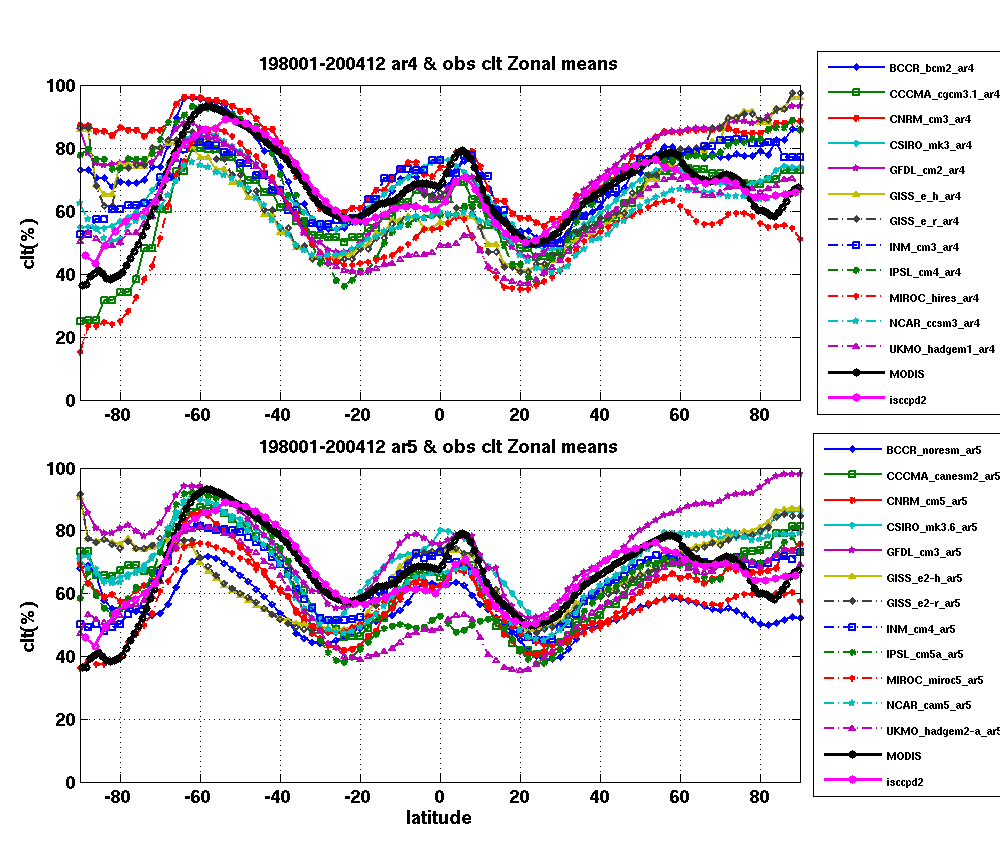 198001-200412 ar4 & obs clt Zonal means
clt(%)
100
80
60
40
20
0
-80 -60 -40 -20 0 20 40 60 80
BCCR_bcm2_ar4
CCCMA_cgcm3.1_ar4
CNRM_cm3_ar4
CSIRO_mk3_ar4
GFDL_cm2_ar4
GISS_e_h_ar4
GISS_e_r_ar4
INM_cm3_ar4
IPSL_cm4_ar4
MIROC_hires_ar4
NCAR_ccsm3_ar4
UKMO_hadgem1_ar4
MODIS
isccpd2
198001-200412 ar5 & obs clt Zonal means
clt(%)
100
80
60
40
20
0
-80 -60 -40 -20 0 20 40 60 80
latitude
BCCR_noresm_ar5
CCCMA_canesm2_ar5
CNRM_cm5_ar5
CSIRO_mk3.6_ar5
GFDL_cm3_ar5
GISS_e2-h_ar5
GISS_e2-r_ar5
INM_cm4_ar5
IPSL_cm5a_ar5
MIROC_miroc5_ar5
NCAR_cam5_ar5
UKMO_hadgem2-a_ar5
MODIS
isccpd2